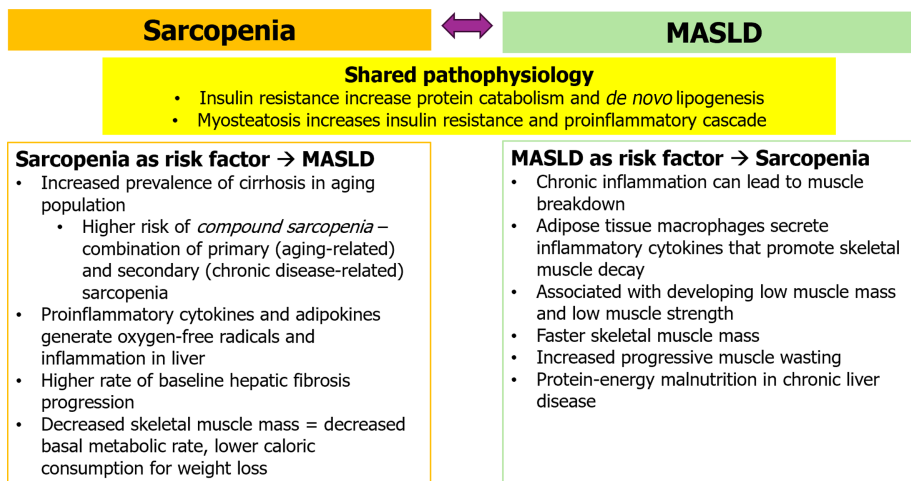 Sarcopenia
MASLD
Shared pathophysiology
• Insulin resistance increase protein catabolism and de novo lipogenesis
• Myosteatosis increases insulin resistance and proinflammatory cascade
Sarcopenia as risk factor → MASLD
• Increased prevalence of cirrhosis in aging
population
• Higher risk of compound sarcopenia –
combination of primary (aging-related)
and secondary (chronic disease-related)
sarcopenia
• Proinflammatory cytokines and adipokines
generate oxygen-free radicals and
inflammation in liver
• Higher rate of baseline hepatic fibrosis
progression
• Decreased skeletal muscle mass = decreased
basal metabolic rate, lower caloric
consumption for weight loss
MASLD as risk factor → Sarcopenia
• Chronic inflammation can lead to muscle
breakdown
• Adipose tissue macrophages secrete
inflammatory cytokines that promote skeletal
muscle decay
• Associated with developing low muscle mass
and low muscle strength
• Faster skeletal muscle mass
• Increased progressive muscle wasting
• Protein-energy malnutrition in chronic liver
disease